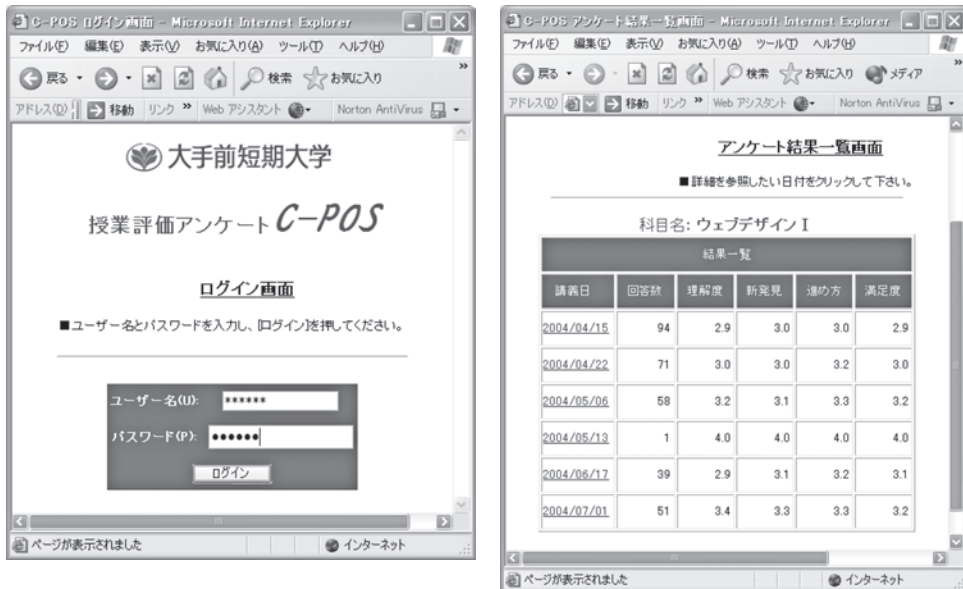 C-POS ログイン画面 - Microsoft Internet Explorer
ファイル(F) 編集(E) 表示(V) お気に入り(A) ツール(T) ヘルプ(H)
戻る 検索 お気に入り
アドレス(D) 移動 リンク Web アシスタント Norton AntiVirus
大手前短期大学
授業評価アンケート C-POS
ログイン画面
■ユーザー名とパスワードを入力し、[ログイン]を押してください。
ユーザー名(U): ******
パスワード(P): ●●●●●●
ログイン
ページが表示されました インターネット
C-POS アンケート結果一覧画面 - Microsoft Internet Explorer
ファイル(F) 編集(E) 表示(V) お気に入り(A) ツール(T) ヘルプ(H)
戻る 検索 お気に入り メディア
アドレス(D) 移動 リンク Web アシスタント Norton AntiVirus
アンケート結果一覧画面
■詳細を参照したい日付をクリックして下さい。
科目名: ウェブデザイン I
結果一覧
講義日 回答数 理解度 新発見 進め方 満足度
2004/04/15 94 2.9 3.0 3.0 2.9
2004/04/22 71 3.0 3.0 3.2 3.0
2004/05/06 58 3.2 3.1 3.3 3.2
2004/05/13 1 4.0 4.0 4.0 4.0
2004/06/17 39 2.9 3.1 3.2 3.1
2004/07/01 51 3.4 3.3 3.3 3.2
ページが表示されました インターネット